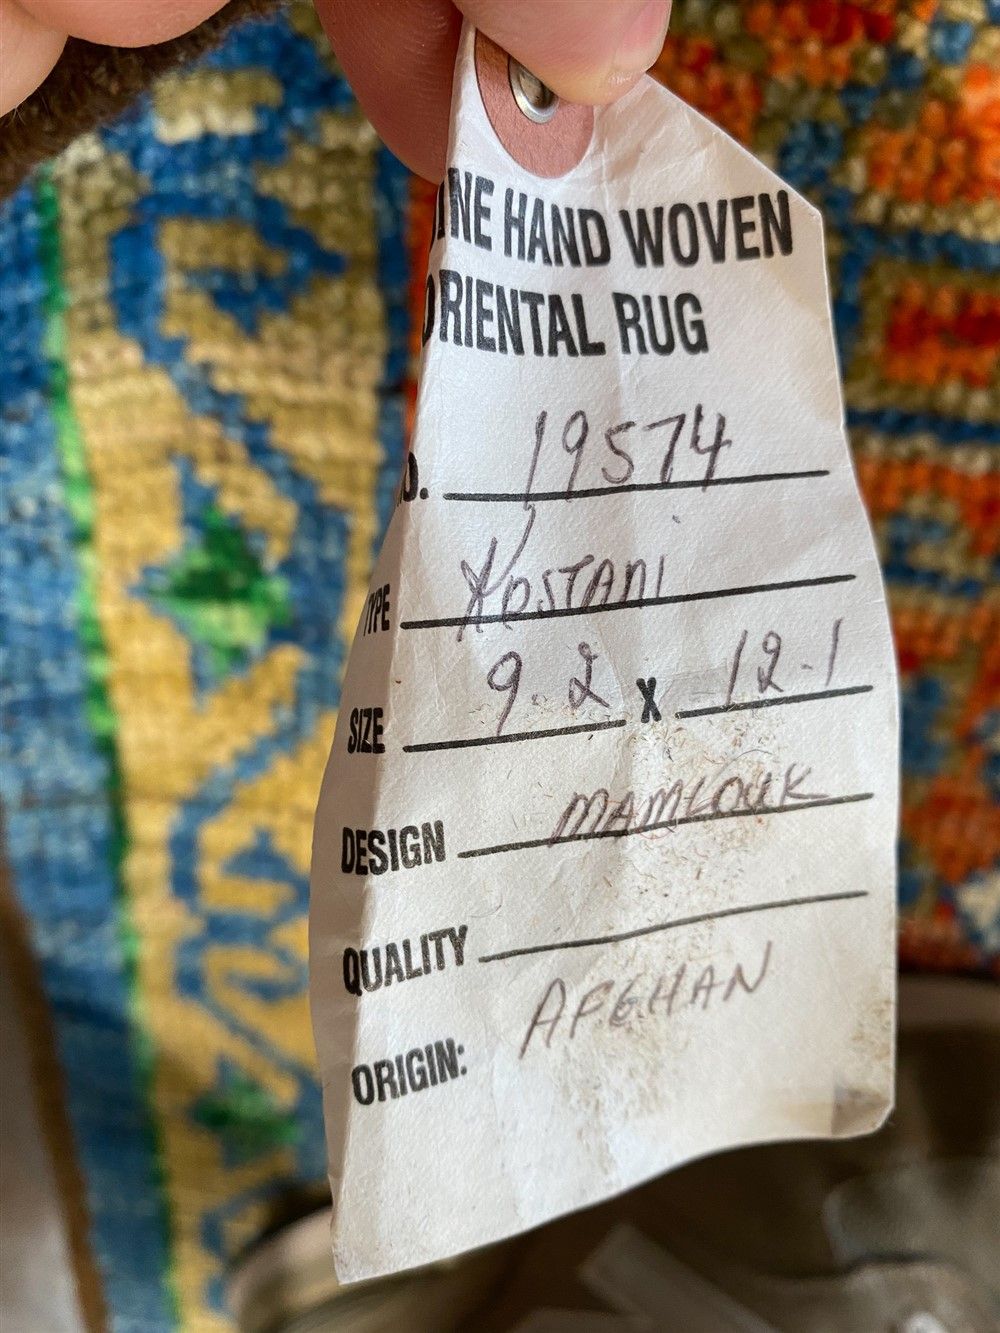 INE HAND WOVEN
ORIENTAL RUG
o. 19574
TYPE Kostani
SIZE 9.2 X 12.1
DESIGN MAMLOUK
QUALITY
ORIGIN: AFGHAN